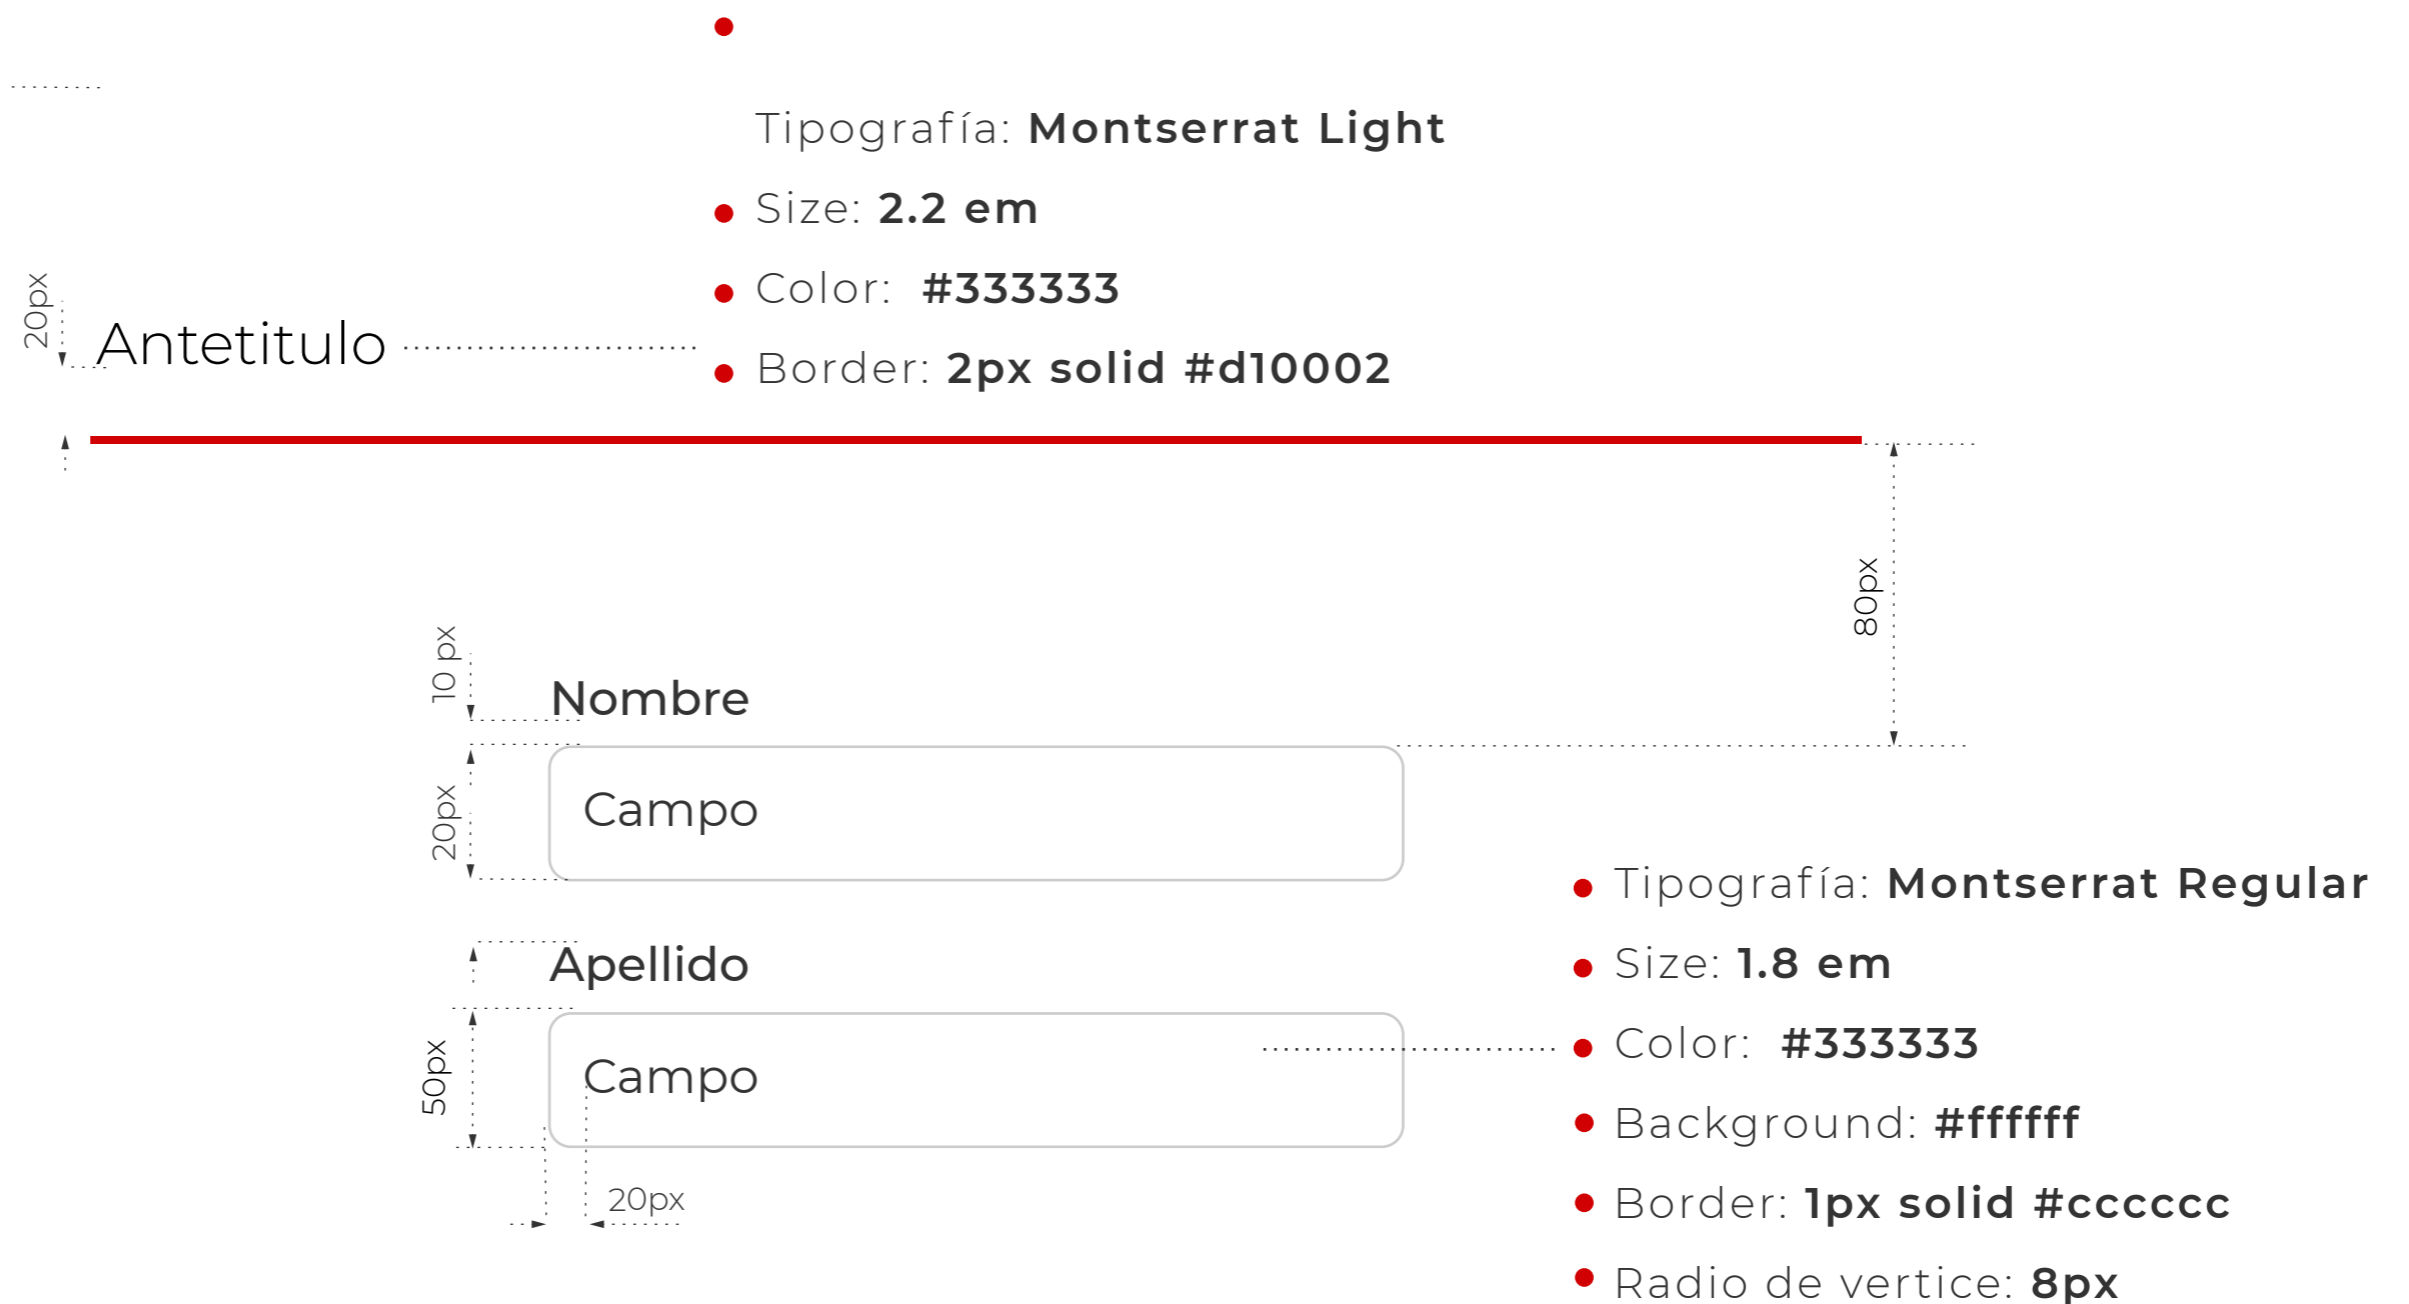 Tipografía: Montserrat Light
Size: 2.2 em
Color: #333333
Border: 2px solid #d10002
20px
Antetitulo
80px
10 px
Nombre
20px
Campo
Apellido
50px
Campo
20px
Tipografía: Montserrat Regular
Size: 1.8 em
Color: #333333
Background: #ffffff
Border: 1px solid #cccccc
Radio de vertice: 8px